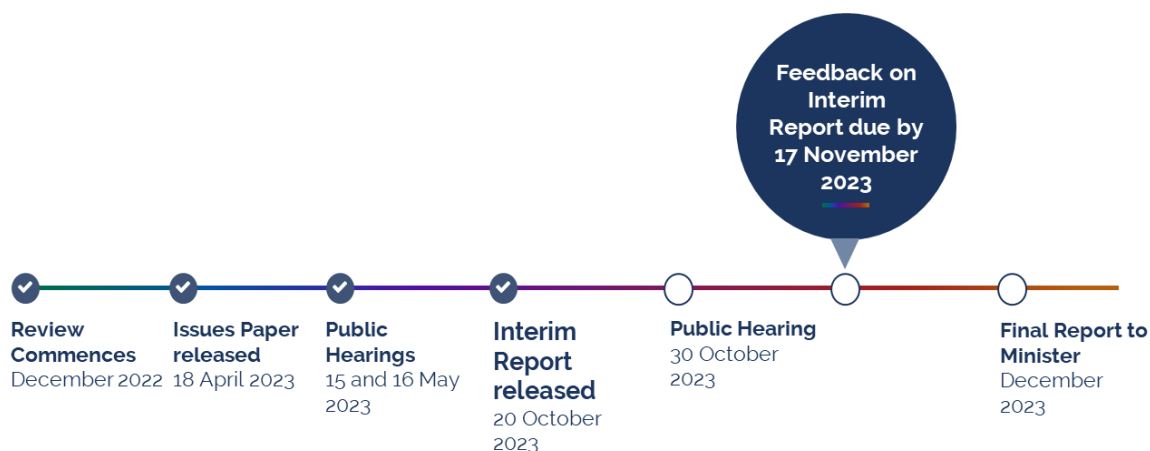 Feedback on
Interim
Report due by
17 November
2023
Review
Commences
December 2022
Issues Paper
released
18 April 2023
Public
Hearings
15 and 16 May
2023
Interim
Report
released
20 October
2023
Public Hearing
30 October
2023
Final Report to
Minister
December
2023